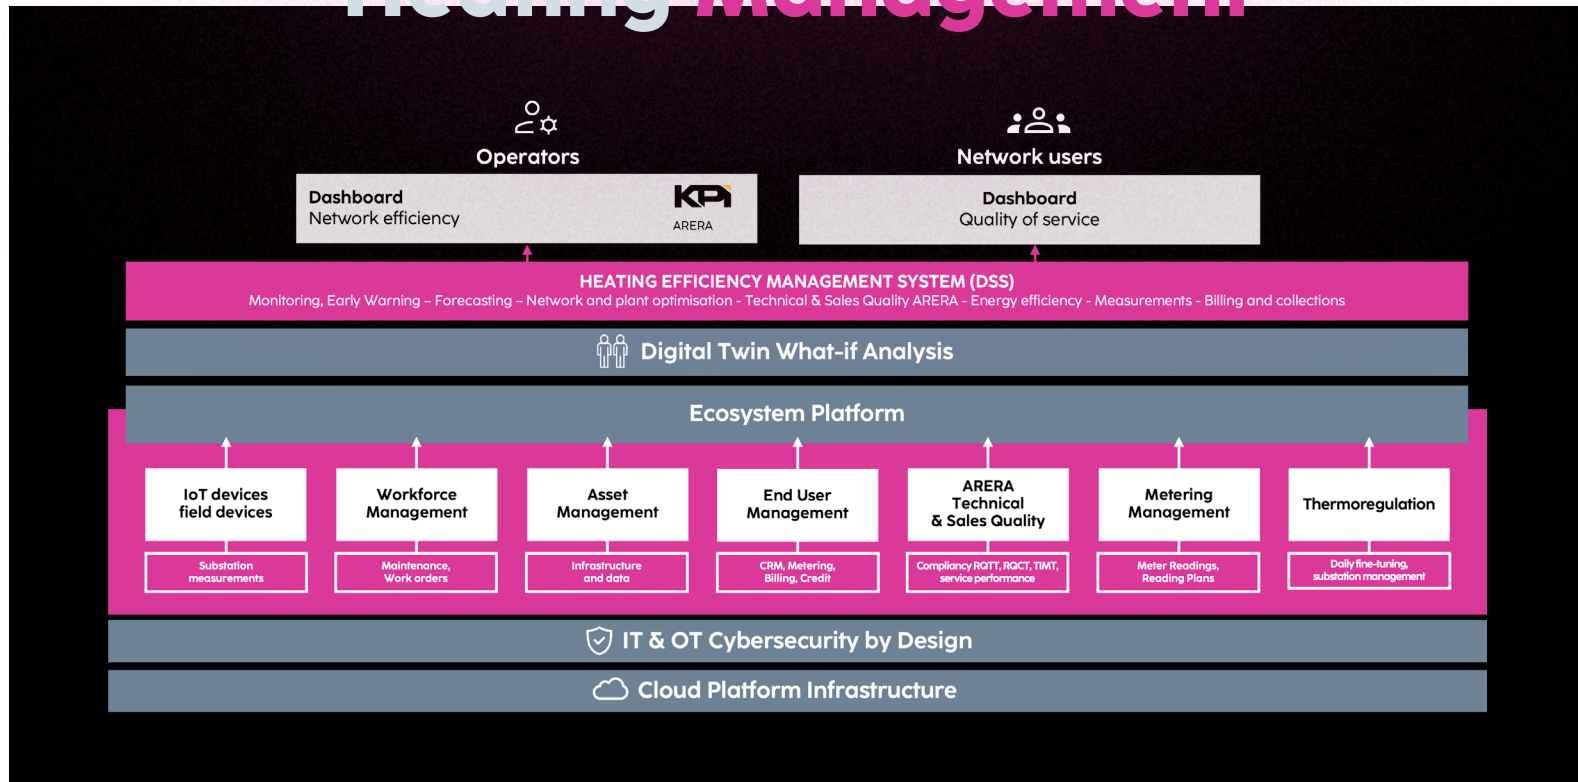 Heating Management
Operators
Network users
Dashboard
Network efficiency
KPI
ARERA
Dashboard
Quality of service
HEATING EFFICIENCY MANAGEMENT SYSTEM (DSS)
Monitoring, Early Warning – Forecasting – Network and plant optimisation - Technical & Sales Quality ARERA - Energy efficiency - Measurements - Billing and collections
Digital Twin What-if Analysis
Ecosystem Platform
IoT devices
field devices
Workforce
Management
Asset
Management
End User
Management
ARERA
Technical
& Sales Quality
Metering
Management
Thermoregulation
Substation
measurements
Maintenance,
Work orders
Infrastructure
and data
CRM, Metering,
Billing, Credit
Compliancy RQTT, RQCT, TIMT,
service performance
Meter Readings,
Reading Plans
Daily fine-tuning,
substation management
IT & OT Cybersecurity by Design
Cloud Platform Infrastructure